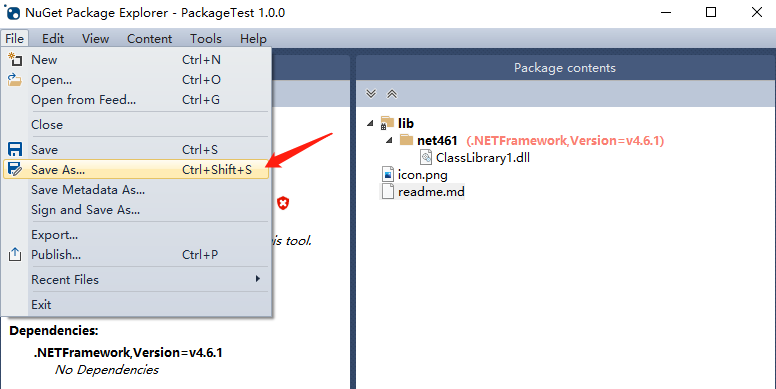 NuGet Package Explorer - PackageTest 1.0.0
File Edit View Content Tools Help
New Ctrl+N
Open... Ctrl+O
Open from Feed... Ctrl+G
Close
Save Ctrl+S
Save As... Ctrl+Shift+S
Save Metadata As...
Sign and Save As...
Export...
Publish... Ctrl+P
Recent Files
Exit
is tool.
Dependencies:
.NETFramework,Version=v4.6.1
No Dependencies
Package contents
lib
net461 (.NETFramework,Version=v4.6.1)
ClassLibrary1.dll
icon.png
readme.md